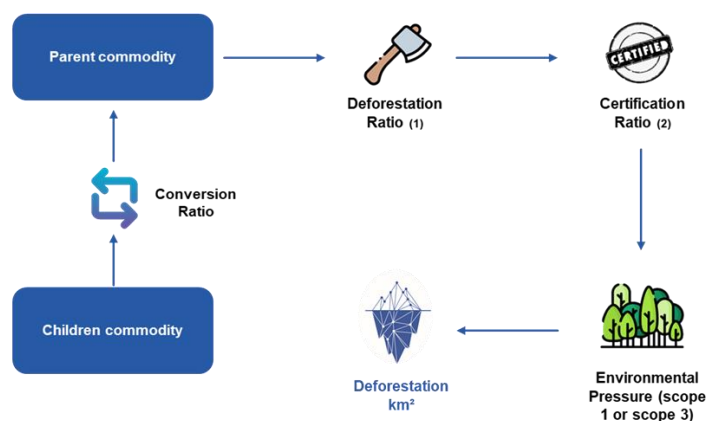 Parent commodity
CERTIFIED
Deforestation
Ratio (1)
Certification
Ratio (2)
Conversion
Ratio
Children commodity
Deforestation
km²
Environmental
Pressure (scope
1 or scope 3)